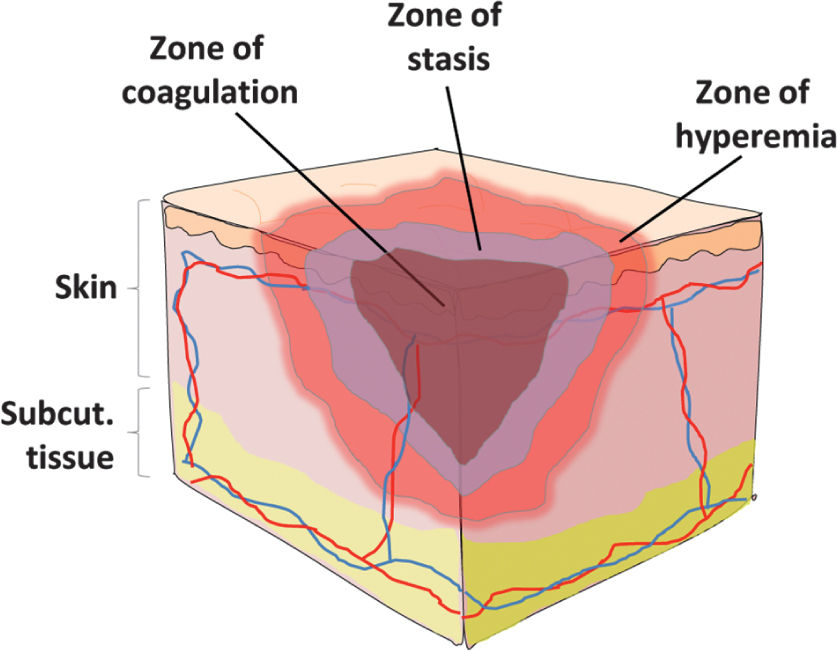 Zone of
coagulation
Zone of
stasis
Zone of
hyperemia
Skin
Subcut.
tissue